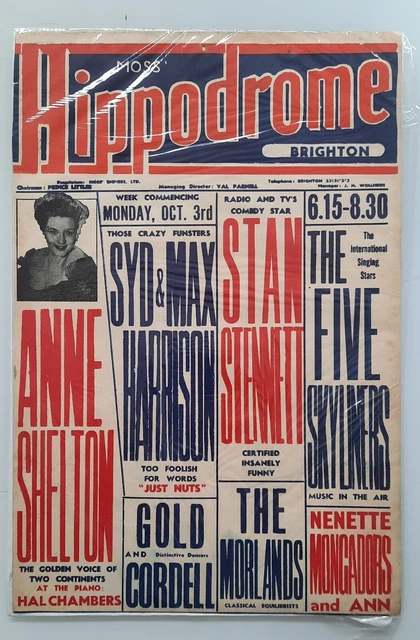 MOSS'
Hippodrome
BRIGHTON
Proprietors: MOSS' EMPIRES, LTD.
Chairman: PRINCE LITTLER
Managing Director: VAL PARNELL
Telephone: BRIGHTON
Manager: J. H.
ANNE
SHELTON
THE GOLDEN VOICE OF
TWO CONTINENTS
AT THE PIANO:
HAL CHAMBERS
WEEK COMMENCING
MONDAY, OCT. 3rd
THOSE CRAZY FUNSTERS
SYD & MAX
HARRISON
TOO FOOLISH
FOR WORDS
"JUST NUTS"
GOLD
AND Distinctive Dancers
CORDELL
RADIO AND TV'S
COMEDY STAR
STAN
STENNETT
CERTIFIED
INSANELY
FUNNY
THE
MORLANDS
CLASSICAL EQUILIBRISTS
6.15-8.30
The
International
Singing
Stars
THE
FIVE
SKYLINERS
MUSIC IN THE AIR
NENETTE
MONGADORS
and ANN